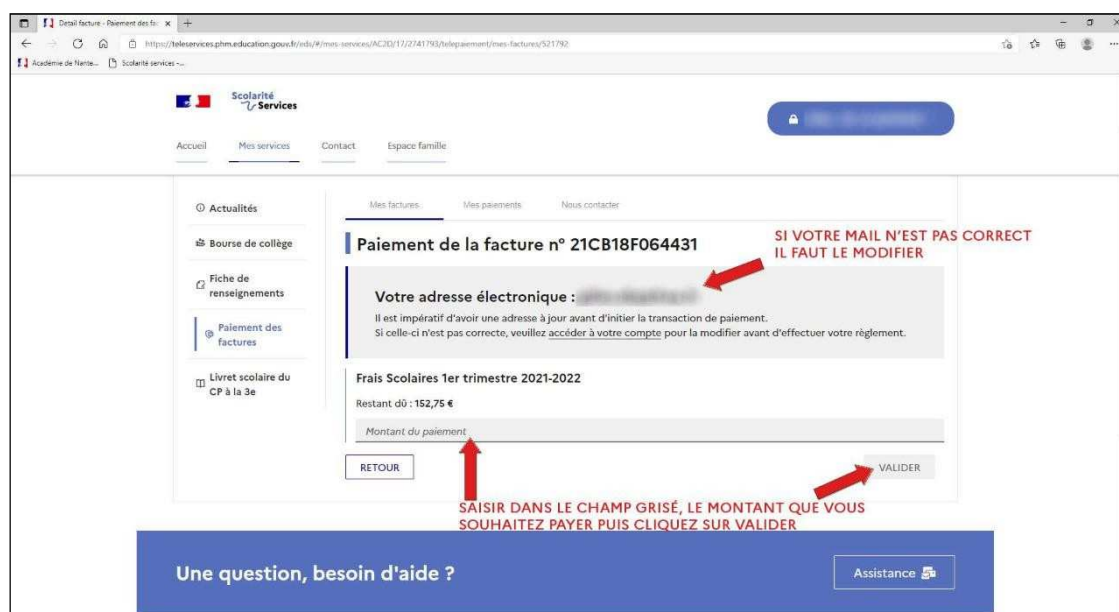 Detail facture - Paiement des fac
https://teleservices.phm.education.gouv.fr/eds/#/mes-services/AC2D/17/2741793/telepaiement/mes-factures/521792
Académie de Nante... Scolarité services -...
Scolarité
Services
Accueil Mes services Contact Espace famille
Actualités
Bourse de collège
Fiche de
renseignements
Paiement des
factures
Livret scolaire du
CP à la 3e
Mes factures Mes paiements Nous contacter
Paiement de la facture n° 21CB18F064431
SI VOTRE MAIL N'EST PAS CORRECT
IL FAUT LE MODIFIER
Votre adresse électronique :
Il est impératif d'avoir une adresse à jour avant d'initier la transaction de paiement.
Si celle-ci n'est pas correcte, veuillez accéder à votre compte pour la modifier avant d'effectuer votre règlement.
Frais Scolaires 1er trimestre 2021-2022
Restant dû : 152,75 €
Montant du paiement
RETOUR VALIDER
SAISIR DANS LE CHAMP GRISÉ, LE MONTANT QUE VOUS
SOUHAITEZ PAYER PUIS CLIQUEZ SUR VALIDER
Une question, besoin d'aide ?
Assistance